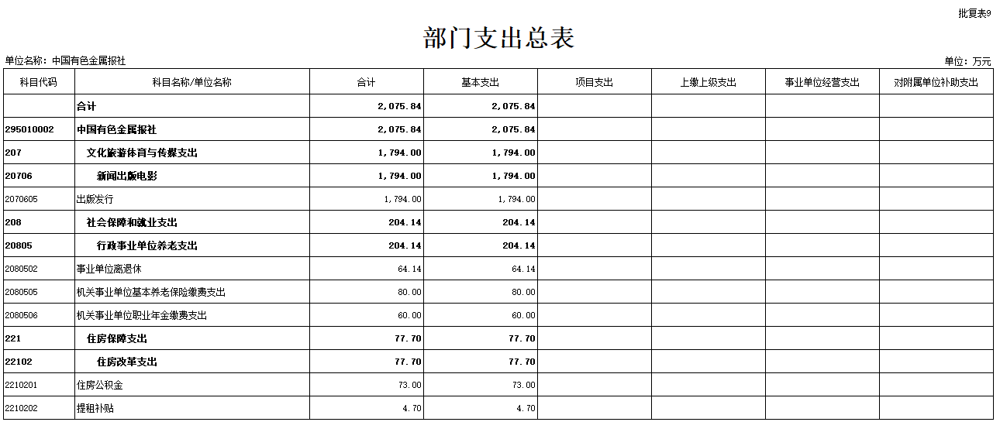 批复表9
部门支出总表
单位名称：中国有色金属报社 单位：万元
科目代码 科目名称/单位名称 合计 基本支出 项目支出 上缴上级支出 事业单位经营支出 对附属单位补助支出
合计 2,075.84 2,075.84
295010002 中国有色金属报社 2,075.84 2,075.84
207 文化旅游体育与传媒支出 1,794.00 1,794.00
20706 新闻出版电影 1,794.00 1,794.00
2070605 出版发行 1,794.00 1,794.00
208 社会保障和就业支出 204.14 204.14
20805 行政事业单位养老支出 204.14 204.14
2080502 事业单位离退休 64.14 64.14
2080505 机关事业单位基本养老保险缴费支出 80.00 80.00
2080506 机关事业单位职业年金缴费支出 60.00 60.00
221 住房保障支出 77.70 77.70
22102 住房改革支出 77.70 77.70
2210201 住房公积金 73.00 73.00
2210202 提租补贴 4.70 4.70